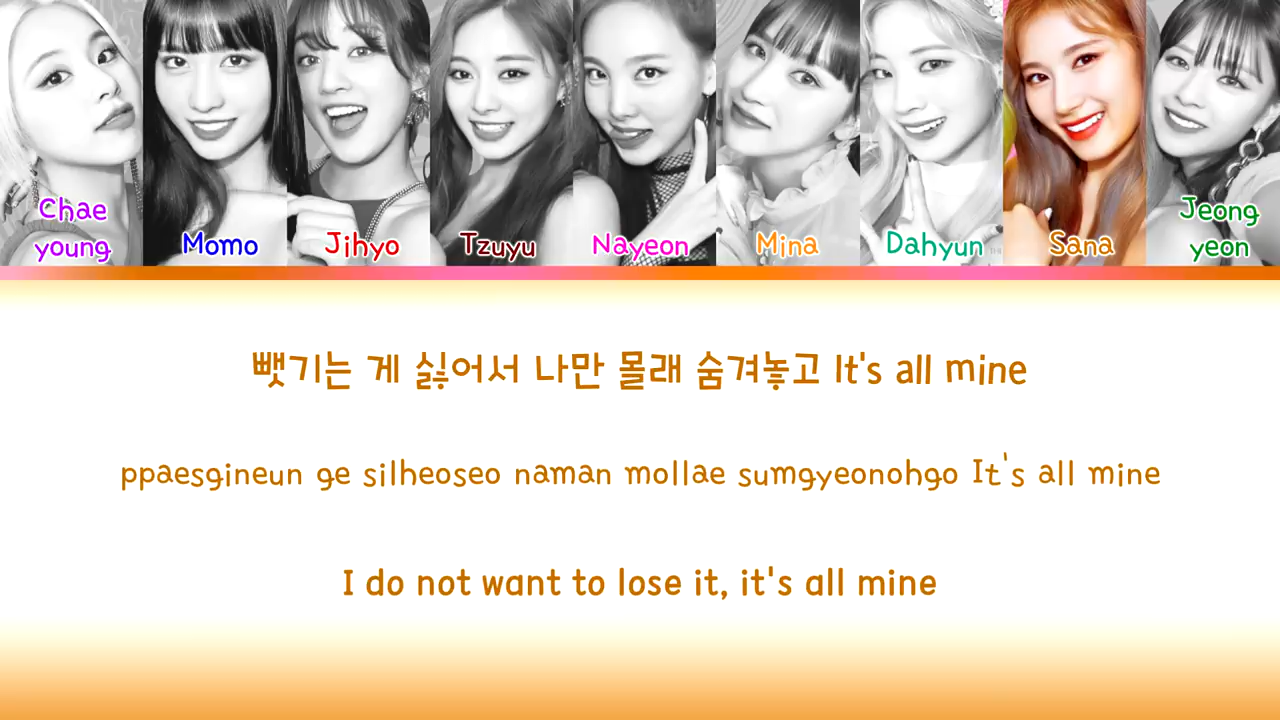 Chae
young
Momo
Jihyo
Tzuyu
Nayeon
Mina
Dahyun
Sana
Jeong
yeon
뺏기는 게 싫어서 나만 몰래 숨겨놓고 It's all mine
ppaesgineun ge silheoseo naman mollae sumgyeonohgo It's all mine
I do not want to lose it, it's all mine